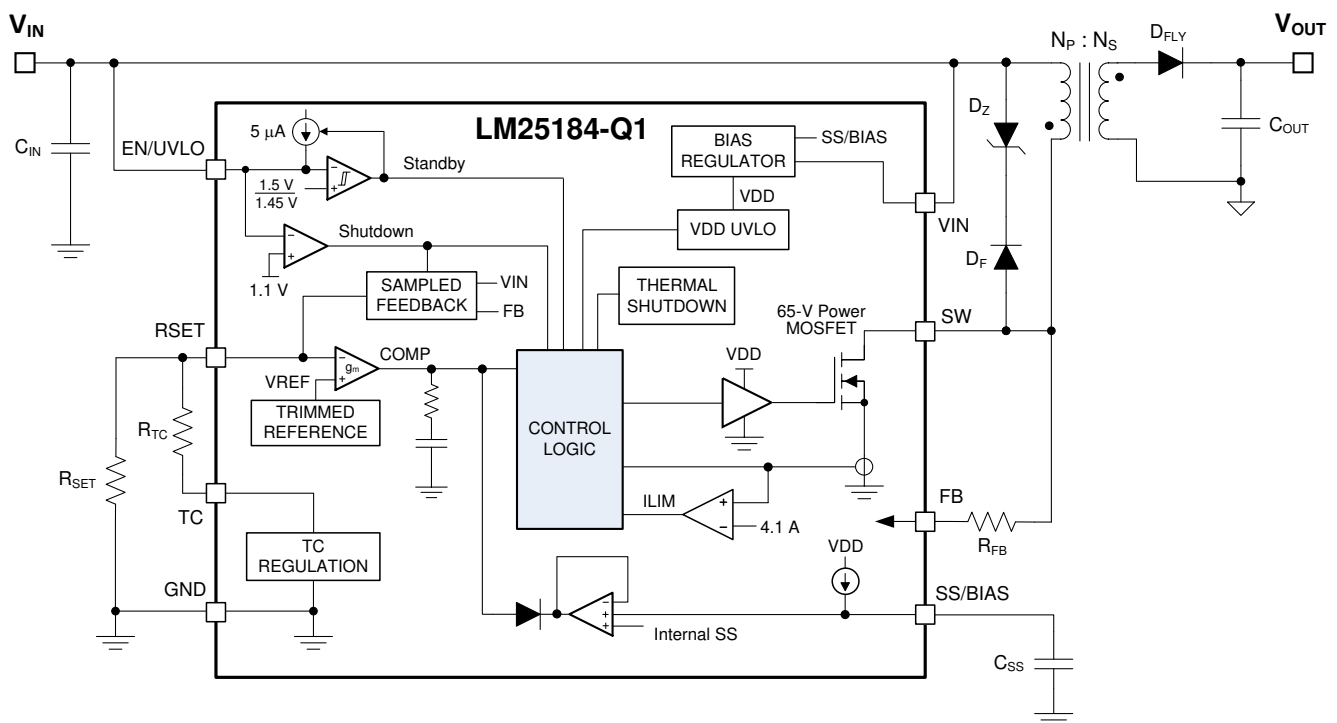 VIN
VOUT
NP : NS
DFLY
LM25184-Q1
5 µA
DZ
CIN
COUT
EN/UVLO
BIAS
REGULATOR
SS/BIAS
Standby
1.5 V
1.45 V
VDD
VDD UVLO
VIN
Shutdown
DF
1.1 V
SAMPLED
FEEDBACK
VIN
FB
THERMAL
SHUTDOWN
65-V Power
MOSFET
SW
RSET
COMP
gm
VREF
VDD
TRIMMED
REFERENCE
CONTROL
LOGIC
RTC
RSET
TC
ILIM
+
−
4.1 A
FB
RFB
TC
REGULATION
VDD
GND
SS/BIAS
Internal SS
CSS